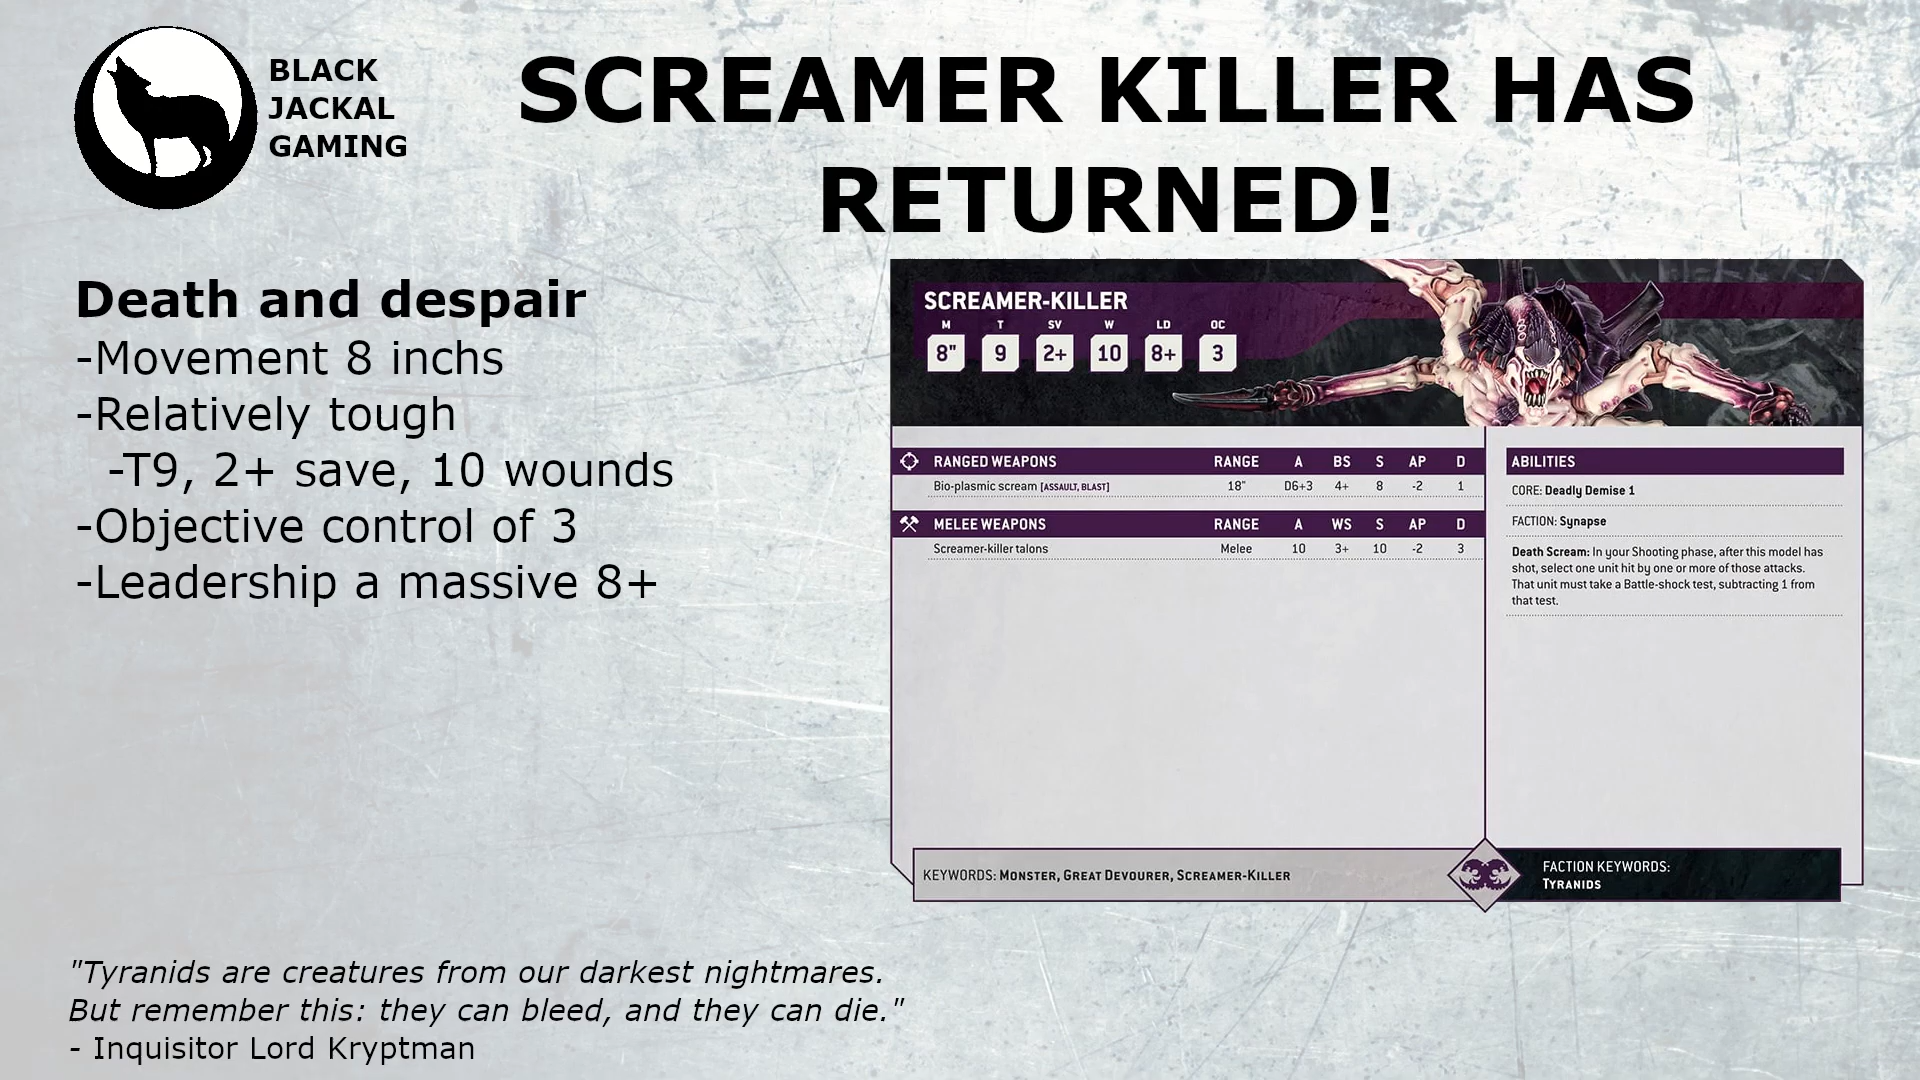 BLACK
JACKAL
GAMING
SCREAMER KILLER HAS
RETURNED!
Death and despair
-Movement 8 inchs
-Relatively tough
-T9, 2+ save, 10 wounds
-Objective control of 3
-Leadership a massive 8+
SCREAMER-KILLER
M T SV W LD OC
8" 9 2+ 10 8+ 3
RANGED WEAPONS RANGE A BS S AP D
Bio-plasmic scream [ASSAULT, BLAST] 18" D6+3 4+ 8 -2 1
MELEE WEAPONS RANGE A WS S AP D
Screamer-killer talons Melee 10 3+ 10 -2 3
ABILITIES
CORE: Deadly Demise 1
FACTION: Synapse
Death Scream: In your Shooting phase, after this model has
shot, select one unit hit by one or more of those attacks.
That unit must take a Battle-shock test, subtracting 1 from
that test.
KEYWORDS: MONSTER, GREAT DEVOURER, SCREAMER-KILLER
FACTION KEYWORDS:
TYRANIDS
"Tyranids are creatures from our darkest nightmares.
But remember this: they can bleed, and they can die."
- Inquisitor Lord Kryptman